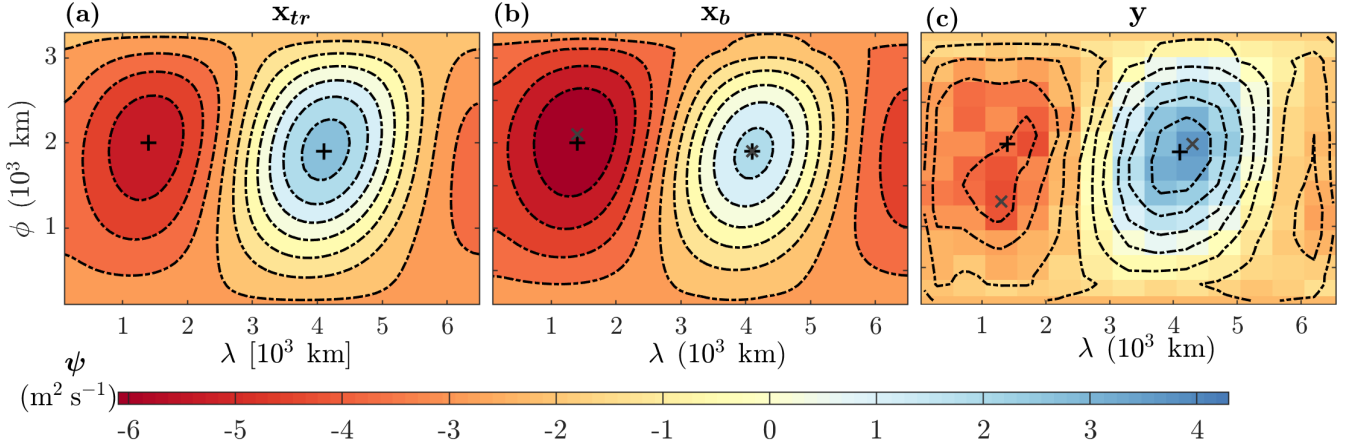 (a) x_tr (b) x_b (c) y
3
2
1
ϕ (10³ km)
1 2 3 4 5 6 1 2 3 4 5 6 1 2 3 4 5 6
λ [10³ km] λ (10³ km) λ (10³ km)
ψ
(m² s⁻¹)
-6 -5 -4 -3 -2 -1 0 1 2 3 4